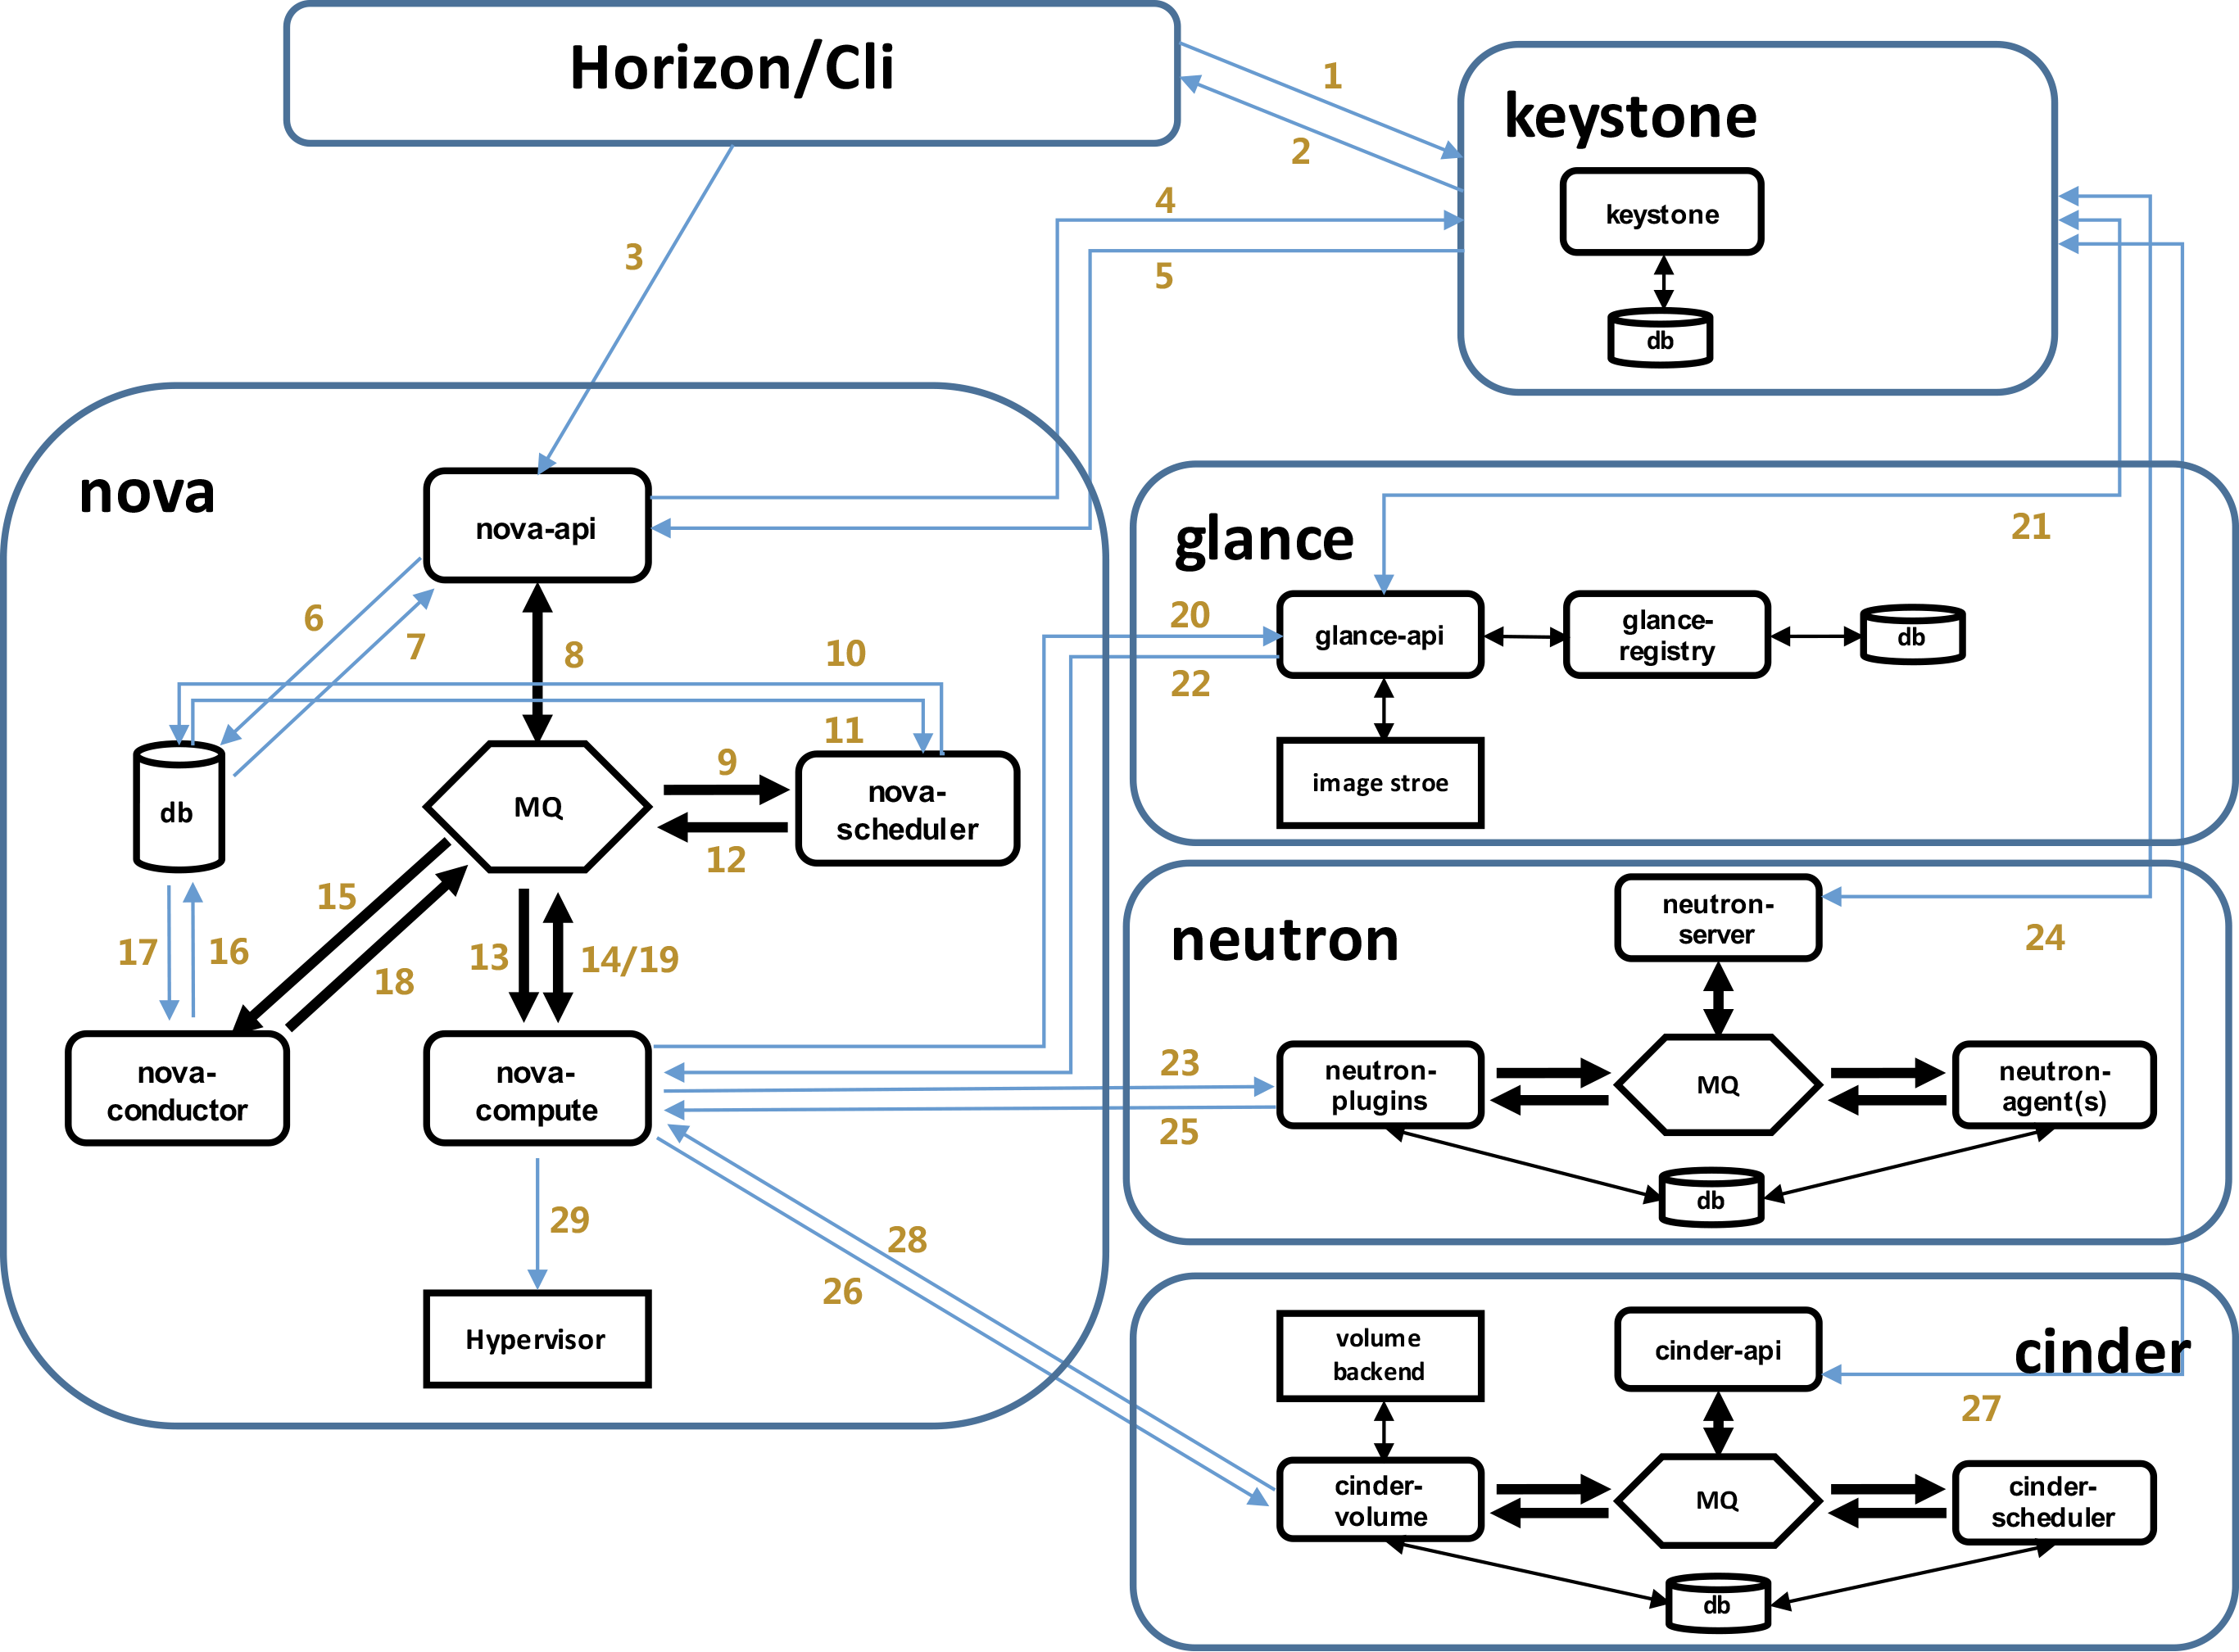 Horizon/Cli
1
2
keystone
keystone
db
3
4
5
nova
nova-api
6
7
8
10
11
db
MQ
9
12
nova-
scheduler
15
18
17
16
13
14/19
nova-
conductor
nova-
compute
29
Hypervisor
28
26
20
22
23
25
glance
21
glance-api
glance-
registry
db
image stroe
neutron
neutron-
server
24
neutron-
plugins
MQ
neutron-
agent(s)
db
cinder
volume
backend
cinder-api
27
cinder-
volume
MQ
cinder-
scheduler
db